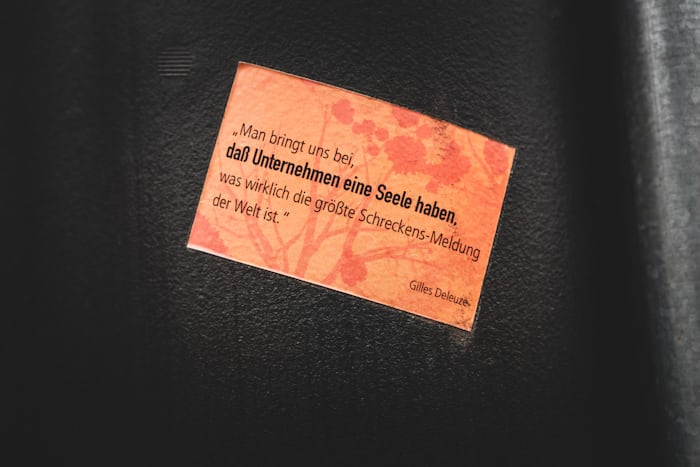 „Man bringt uns bei,
daß Unternehmen eine Seele haben,
was wirklich die größte Schreckens-Meldung
der Welt ist.“
Gilles Deleuze